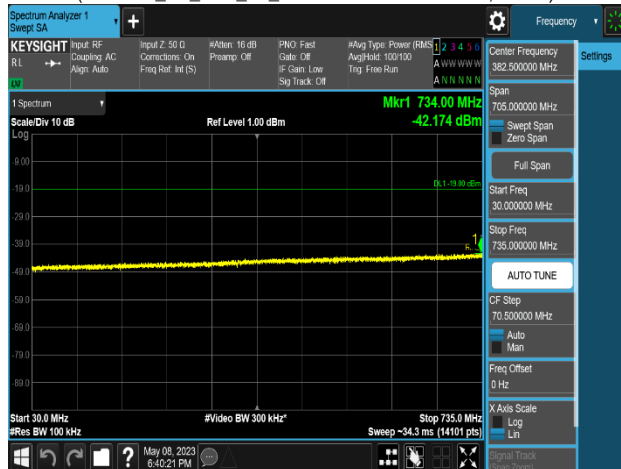 Spectrum Analyzer 1
Swept SA
Frequency
KEYSIGHT
RL
Input: RF
Coupling: AC
Align: Auto
Input Z: 50 Ω
Corrections: On
Freq Ref: Int (S)
#Atten: 16 dB
Preamp: Off
PNO: Fast
Gate: Off
IF Gain: Low
Sig Track: Off
#Avg Type: Power (RMS
Avg|Hold: 100/100
Trig: Free Run
1 2 3 4 5 6
A W W W W W
A N N N N N
1 Spectrum
Scale/Div 10 dB
Log
Ref Level 1.00 dBm
Mkr1 734.00 MHz
-42.174 dBm
-9.00
-19.0
DL1 -19.00 dBm
-29.0
-39.0
1
-49.0
-59.0
-69.0
-79.0
-89.0
Start 30.0 MHz
#Video BW 300 kHz*
Stop 735.0 MHz
#Res BW 100 kHz
Sweep ~34.3 ms (14101 pts)
Center Frequency
382.500000 MHz
Settings
Span
705.000000 MHz
Swept Span
Zero Span
Full Span
Start Freq
30.000000 MHz
Stop Freq
735.000000 MHz
AUTO TUNE
CF Step
70.500000 MHz
Auto
Man
Freq Offset
0 Hz
X Axis Scale
Log
Lin
Signal Track
(Span Zoom)
May 08, 2023
6:40:21 PM